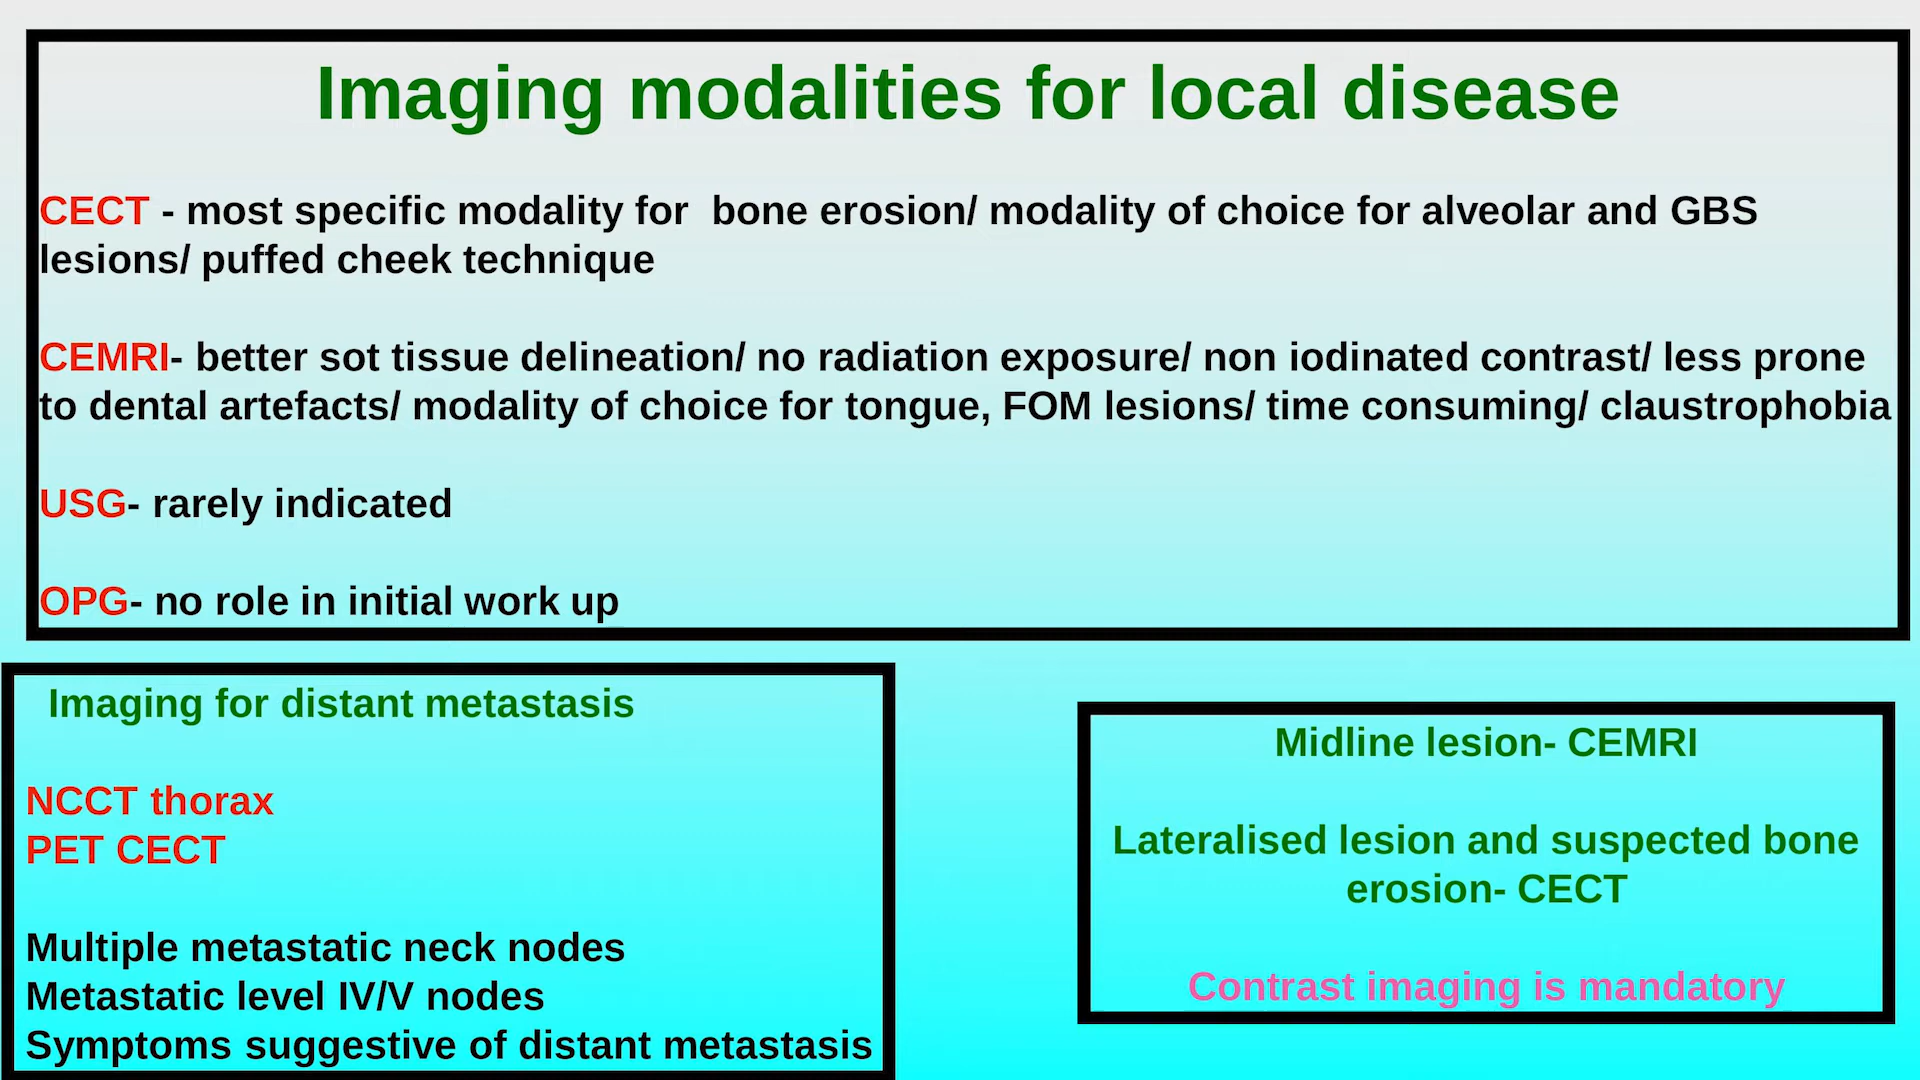 Imaging modalities for local disease
CECT - most specific modality for  bone erosion/ modality of choice for alveolar and GBS
lesions/ puffed cheek technique
CEMRI- better sot tissue delineation/ no radiation exposure/ non iodinated contrast/ less prone
to dental artefacts/ modality of choice for tongue, FOM lesions/ time consuming/ claustrophobia
USG- rarely indicated
OPG- no role in initial work up
Imaging for distant metastasis
NCCT thorax
PET CECT
Multiple metastatic neck nodes
Metastatic level IV/V nodes
Symptoms suggestive of distant metastasis
Midline lesion- CEMRI
Lateralised lesion and suspected bone
erosion- CECT
Contrast imaging is mandatory